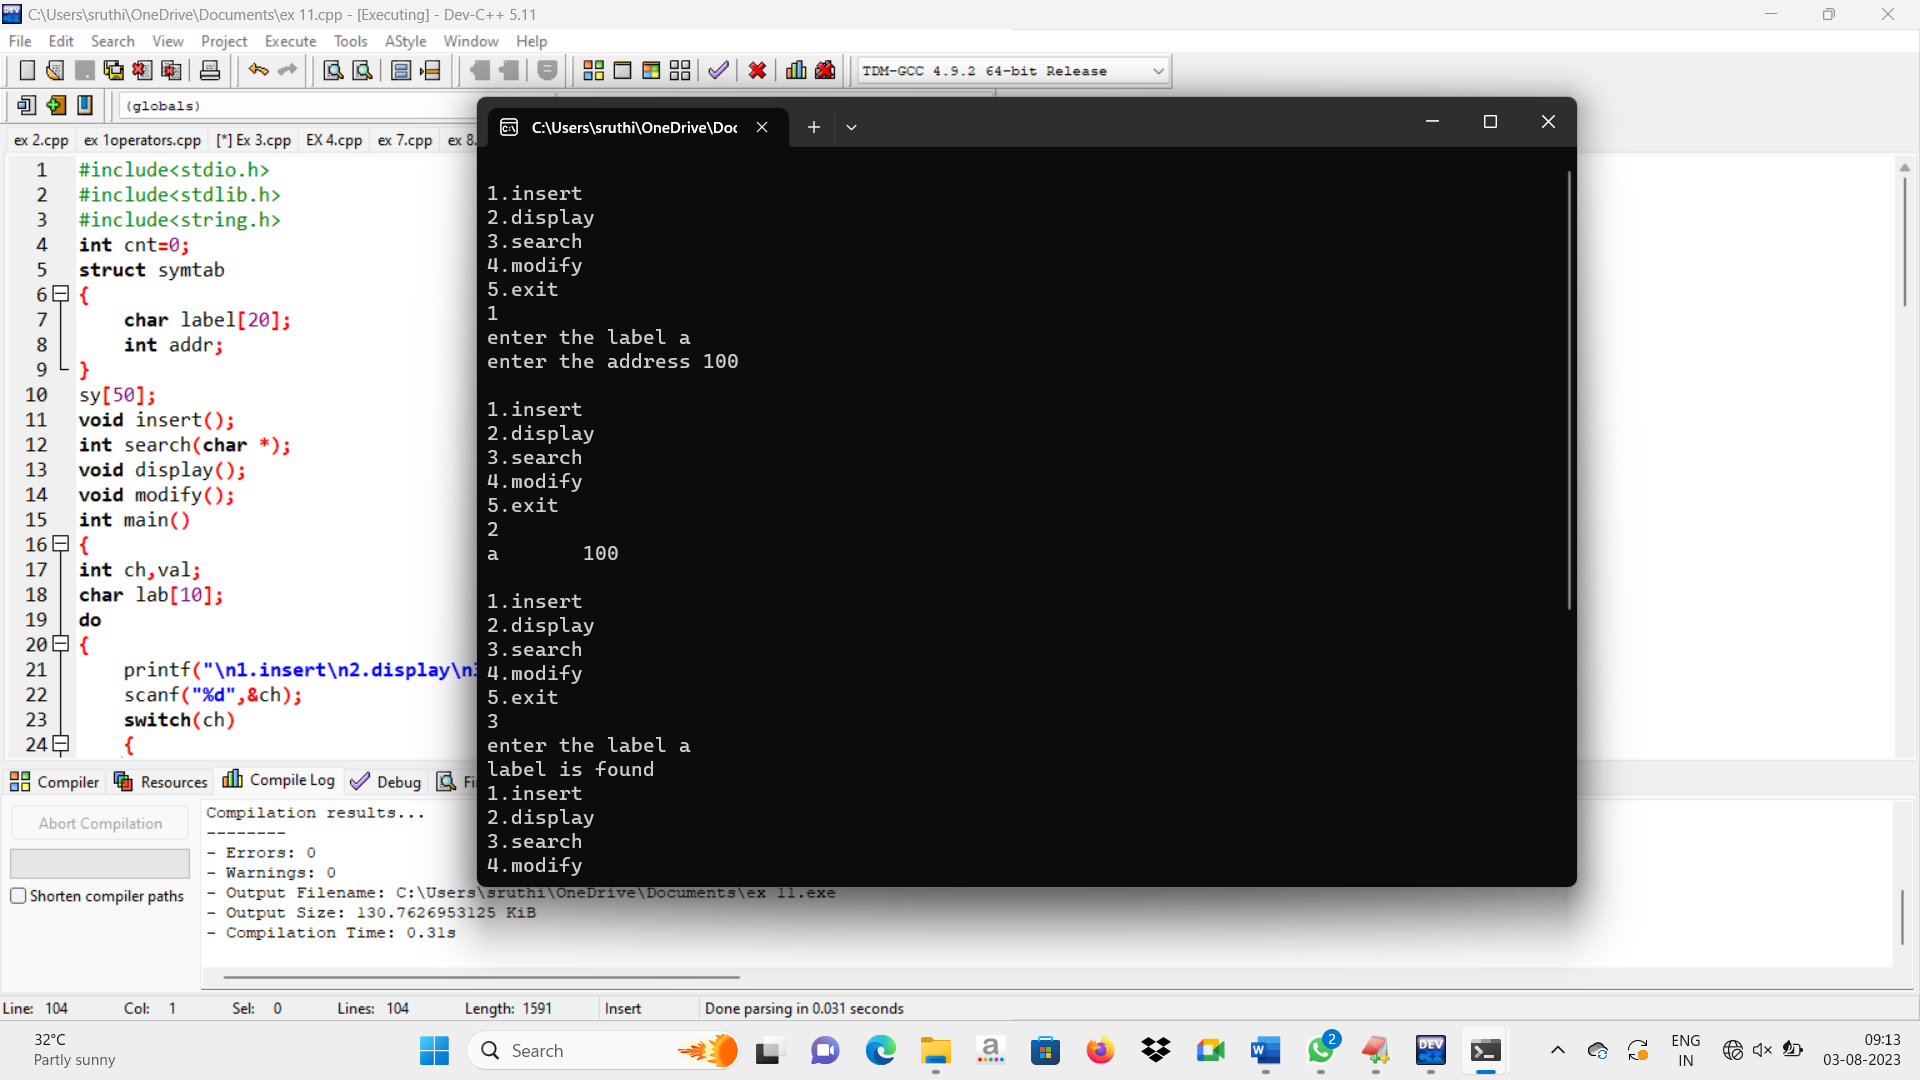 C:\Users\sruthi\OneDrive\Documents\ex 11.cpp - [Executing] - Dev-C++ 5.11
File Edit Search View Project Execute Tools AStyle Window Help
TDM-GCC 4.9.2 64-bit Release
(globals)
ex 2.cpp ex 1operators.cpp [*] Ex 3.cpp EX 4.cpp ex 7.cpp ex 8.
1 #include<stdio.h>
2 #include<stdlib.h>
3 #include<string.h>
4 int cnt=0;
5 struct symtab
6 {
7 char label[20];
8 int addr;
9 }
10 sy[50];
11 void insert();
12 int search(char *);
13 void display();
14 void modify();
15 int main()
16 {
17 int ch,val;
18 char lab[10];
19 do
20 {
21 printf("\n1.insert\n2.display\n
22 scanf("%d",&ch);
23 switch(ch)
24 {
C:\Users\sruthi\OneDrive\Doc
1.insert
2.display
3.search
4.modify
5.exit
1
enter the label a
enter the address 100
1.insert
2.display
3.search
4.modify
5.exit
2
a 100
1.insert
2.display
3.search
4.modify
5.exit
3
enter the label a
label is found
1.insert
2.display
3.search
4.modify
Compiler Resources Compile Log Debug
Abort Compilation
Shorten compiler paths
Compilation results...
--------
- Errors: 0
- Warnings: 0
- Output Filename: C:\Users\sruthi\OneDrive\Documents\ex 11.exe
- Output Size: 130.7626953125 KiB
- Compilation Time: 0.31s
Line: 104 Col: 1 Sel: 0 Lines: 104 Length: 1591 Insert Done parsing in 0.031 seconds
32°C
Partly sunny
Search
DEV
2
ENG
IN
09:13
03-08-2023